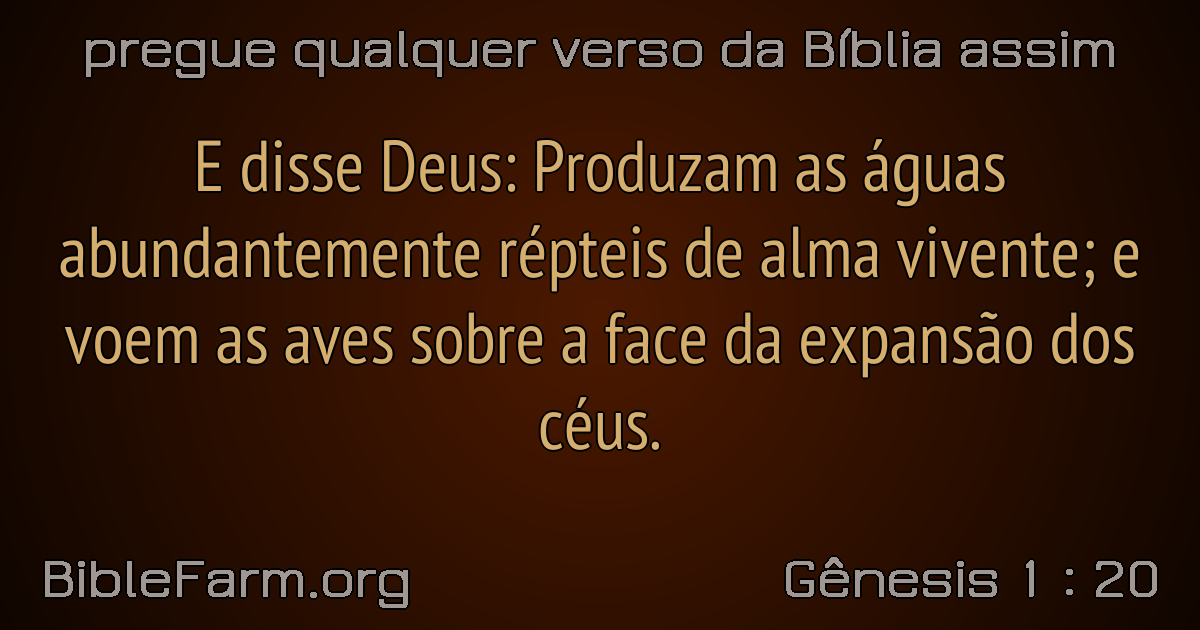 pregue qualquer verso da Bíblia assim
E disse Deus: Produzam as águas
abundantemente répteis de alma vivente; e
voem as aves sobre a face da expansão dos
céus.
BibleFarm.org
Gênesis 1 : 20